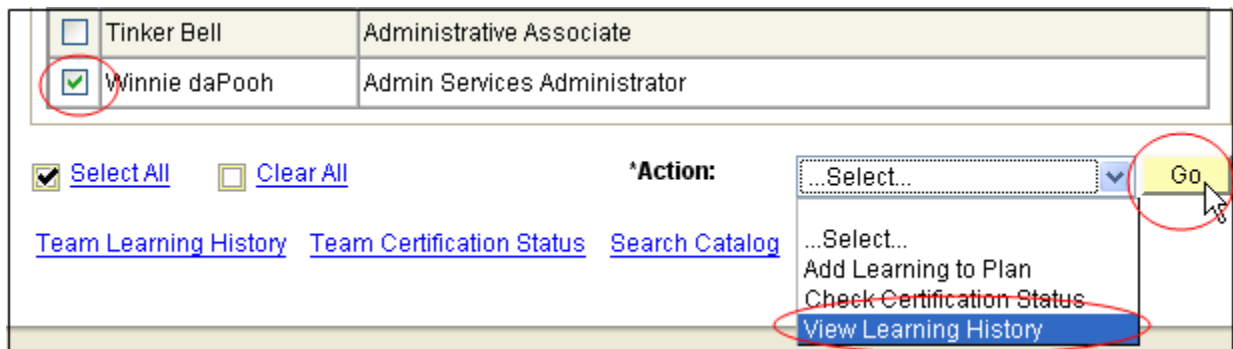 Tinker Bell Administrative Associate
Winnie daPooh Admin Services Administrator
Select All Clear All *Action: ...Select... Go
Team Learning History Team Certification Status Search Catalog
...Select...
Add Learning to Plan
Check Certification Status
View Learning History